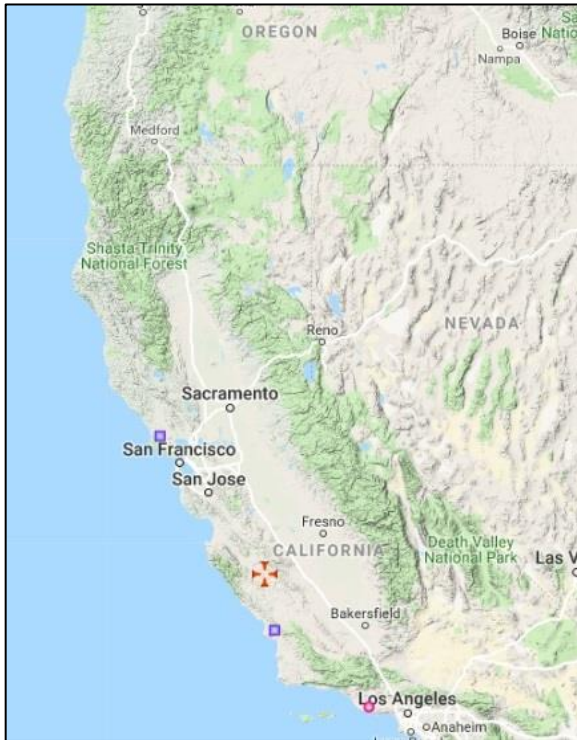 OREGON
Boise
Nampa
Medford
Shasta-Trinity
National Forest
Reno
NEVADA
Sacramento
San Francisco
San Jose
Fresno
CALIFORNIA
Death Valley
National Park
Las V
Bakersfield
Los Angeles
Anaheim